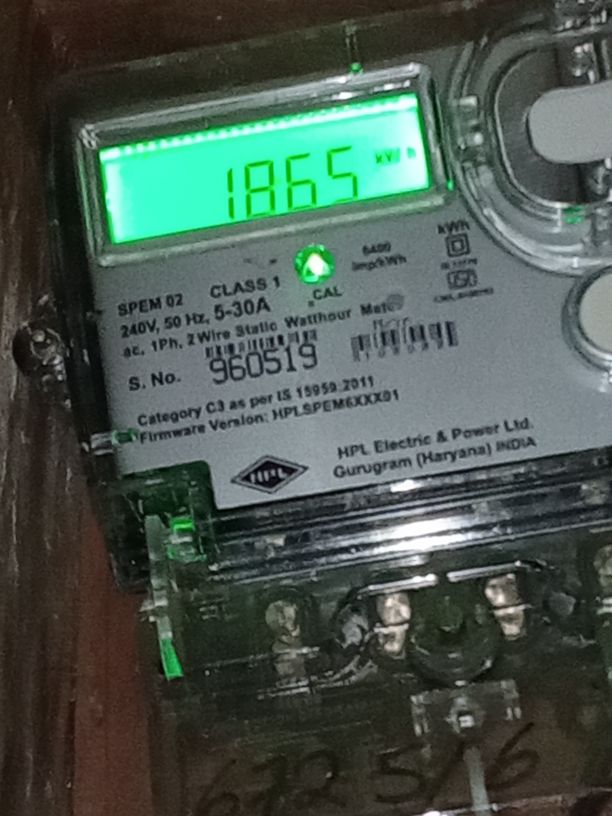 1865 kWh
6400
imp/kWh
kWh
CAL
SPEM 02 CLASS 1
240V, 50 Hz, 5-30A
ac, 1Ph, 2 Wire Static Watthour Meter
S. No. 960519
Category C3 as per IS 15959:2011
Firmware Version: HPLSPEM6XXX01
HPL
HPL Electric & Power Ltd.
Gurugram (Haryana) INDIA